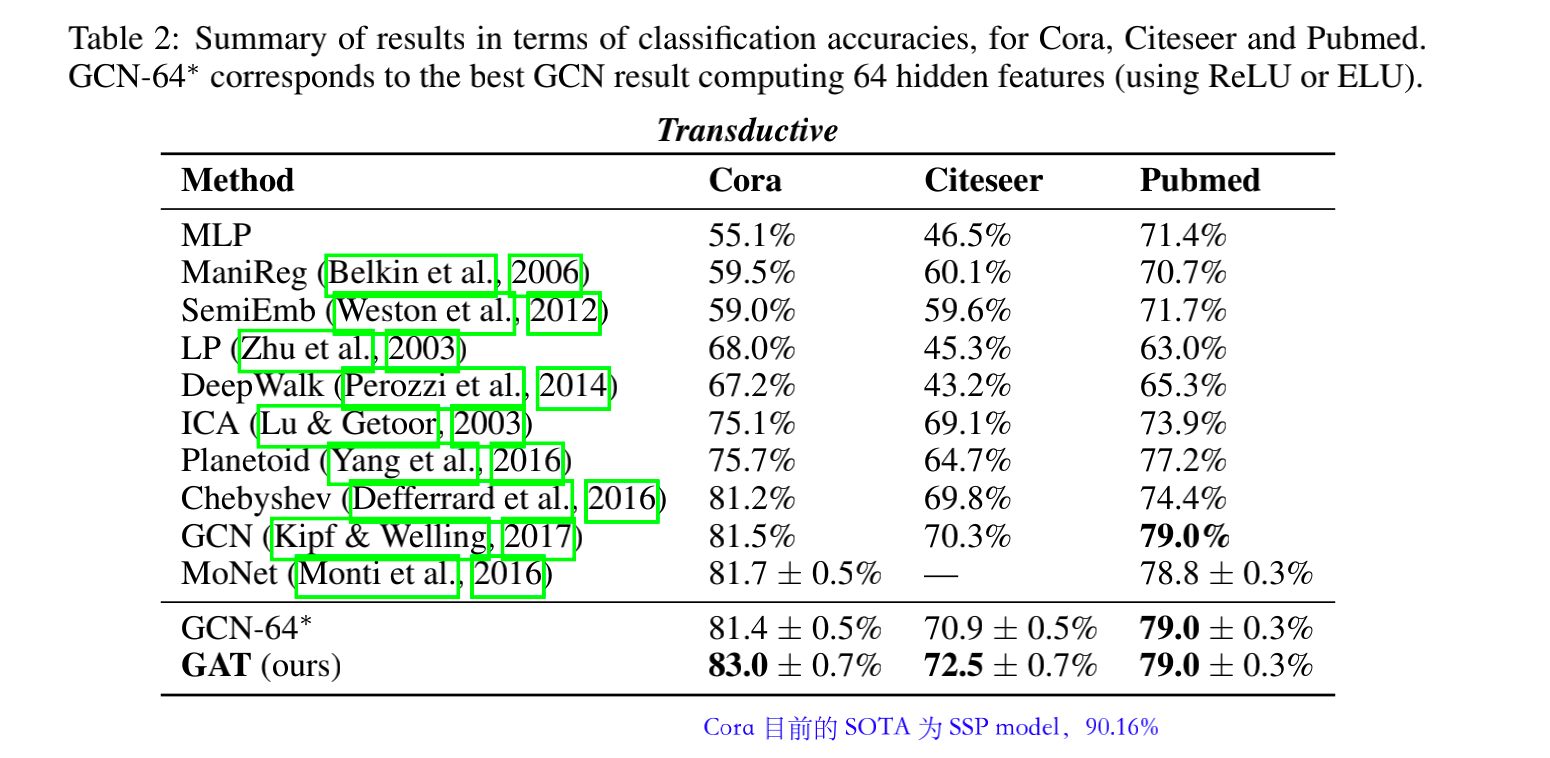 Table 2: Summary of results in terms of classification accuracies, for Cora, Citeseer and Pubmed.
GCN-64* corresponds to the best GCN result computing 64 hidden features (using ReLU or ELU).
Transductive
Method Cora Citeseer Pubmed
MLP 55.1% 46.5% 71.4%
ManiReg (Belkin et al., 2006) 59.5% 60.1% 70.7%
SemiEmb (Weston et al., 2012) 59.0% 59.6% 71.7%
LP (Zhu et al., 2003) 68.0% 45.3% 63.0%
DeepWalk (Perozzi et al., 2014) 67.2% 43.2% 65.3%
ICA (Lu & Getoor, 2003) 75.1% 69.1% 73.9%
Planetoid (Yang et al., 2016) 75.7% 64.7% 77.2%
Chebyshev (Defferrard et al., 2016) 81.2% 69.8% 74.4%
GCN (Kipf & Welling, 2017) 81.5% 70.3% 79.0%
MoNet (Monti et al., 2016) 81.7 ± 0.5% — 78.8 ± 0.3%
GCN-64* 81.4 ± 0.5% 70.9 ± 0.5% 79.0 ± 0.3%
GAT (ours) 83.0 ± 0.7% 72.5 ± 0.7% 79.0 ± 0.3%
Cora 目前的 SOTA 为 SSP model，90.16%